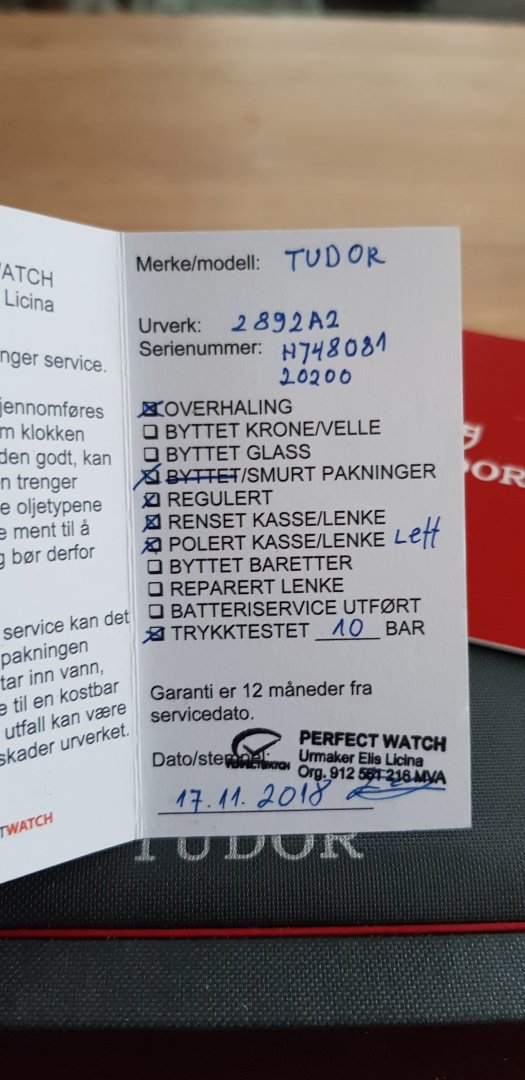 ATCH
Licina
nger service.
jennomføres
m klokken
den godt, kan
n trenger
e oljetypene
e ment til å
g bør derfor
service kan det
pakningen
tar inn vann,
e til en kostbar
utfall kan være
skader urverket.
TWATCH
Merke/modell: TUDOR
Urverk: 2892A2
Serienummer: H748081
20200
OVERHALING
BYTTET KRONE/VELLE
BYTTET GLASS
BYTTET/SMURT PAKNINGER
REGULERT
RENSET KASSE/LENKE
POLERT KASSE/LENKE Lett
BYTTET BARETTER
REPARERT LENKE
BATTERISERVICE UTFØRT
TRYKKTESTET 10 BAR
Garanti er 12 måneder fra
servicedato.
Dato/stempel:
PERFECT WATCH
Urmaker Elis Licina
Org. 912 561 218 MVA
17.11.2018
TUDOR
DOR